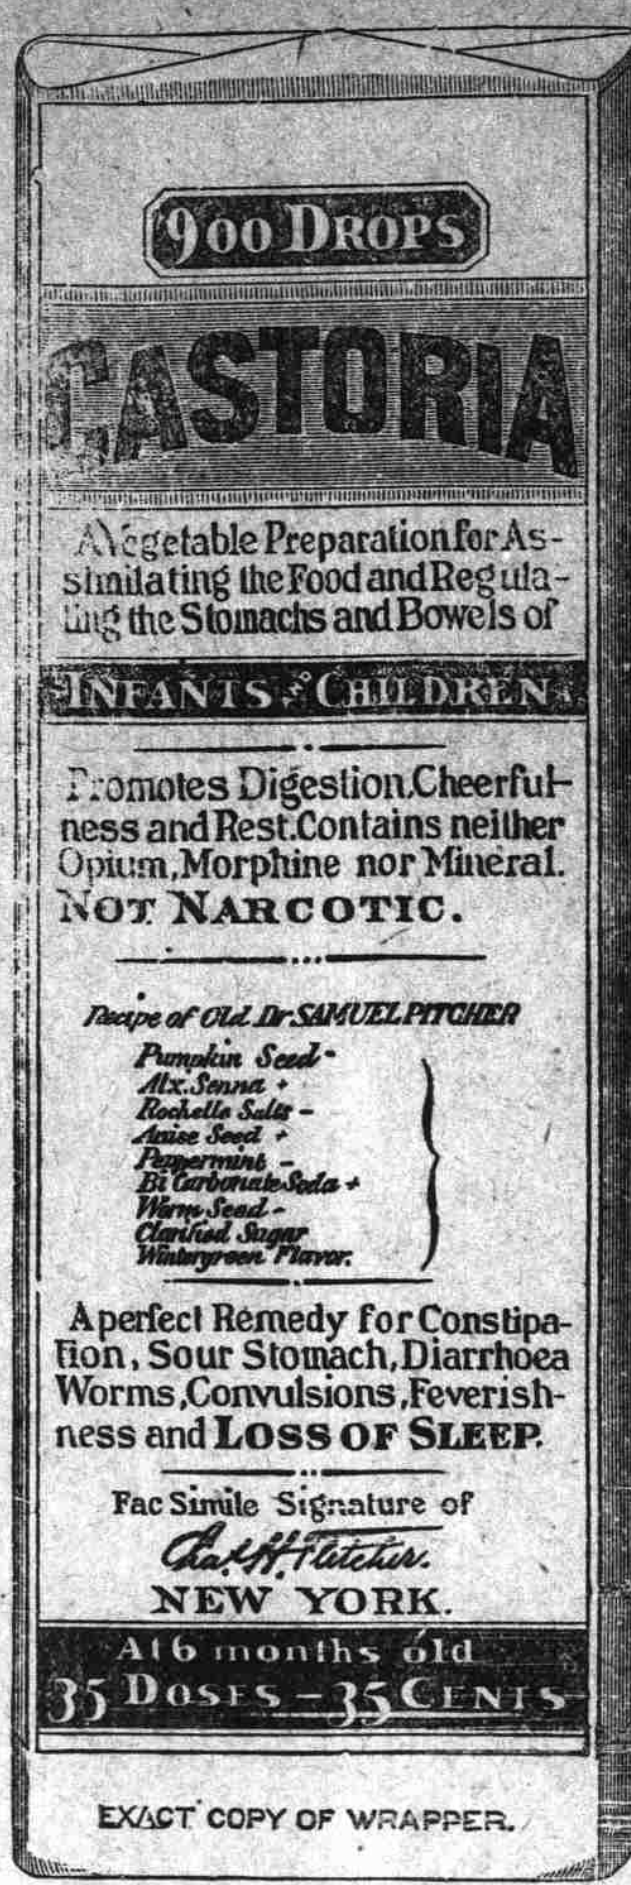 900 DROPS
CASTORIA
A Vegetable Preparation for As-
similating the Food and Regula-
ting the Stomachs and Bowels of
INFANTS AND CHILDREN
Promotes Digestion, Cheerful-
ness and Rest. Contains neither
Opium, Morphine nor Mineral.
NOT NARCOTIC.
Recipe of Old Dr SAMUEL PITCHER
Pumpkin Seed -
Alx. Senna +
Rochelle Salts -
Anise Seed +
Peppermint -
Bi Carbonate Soda +
Worm Seed -
Clarified Sugar
Wintergreen Flavor.
A perfect Remedy for Constipa-
tion, Sour Stomach, Diarrhoea
Worms, Convulsions, Feverish-
ness and LOSS OF SLEEP.
Fac Simile Signature of
Chas. H. Fletcher.
NEW YORK.
At 6 months old
35 DOSES - 35 CENTS
EXACT COPY OF WRAPPER.